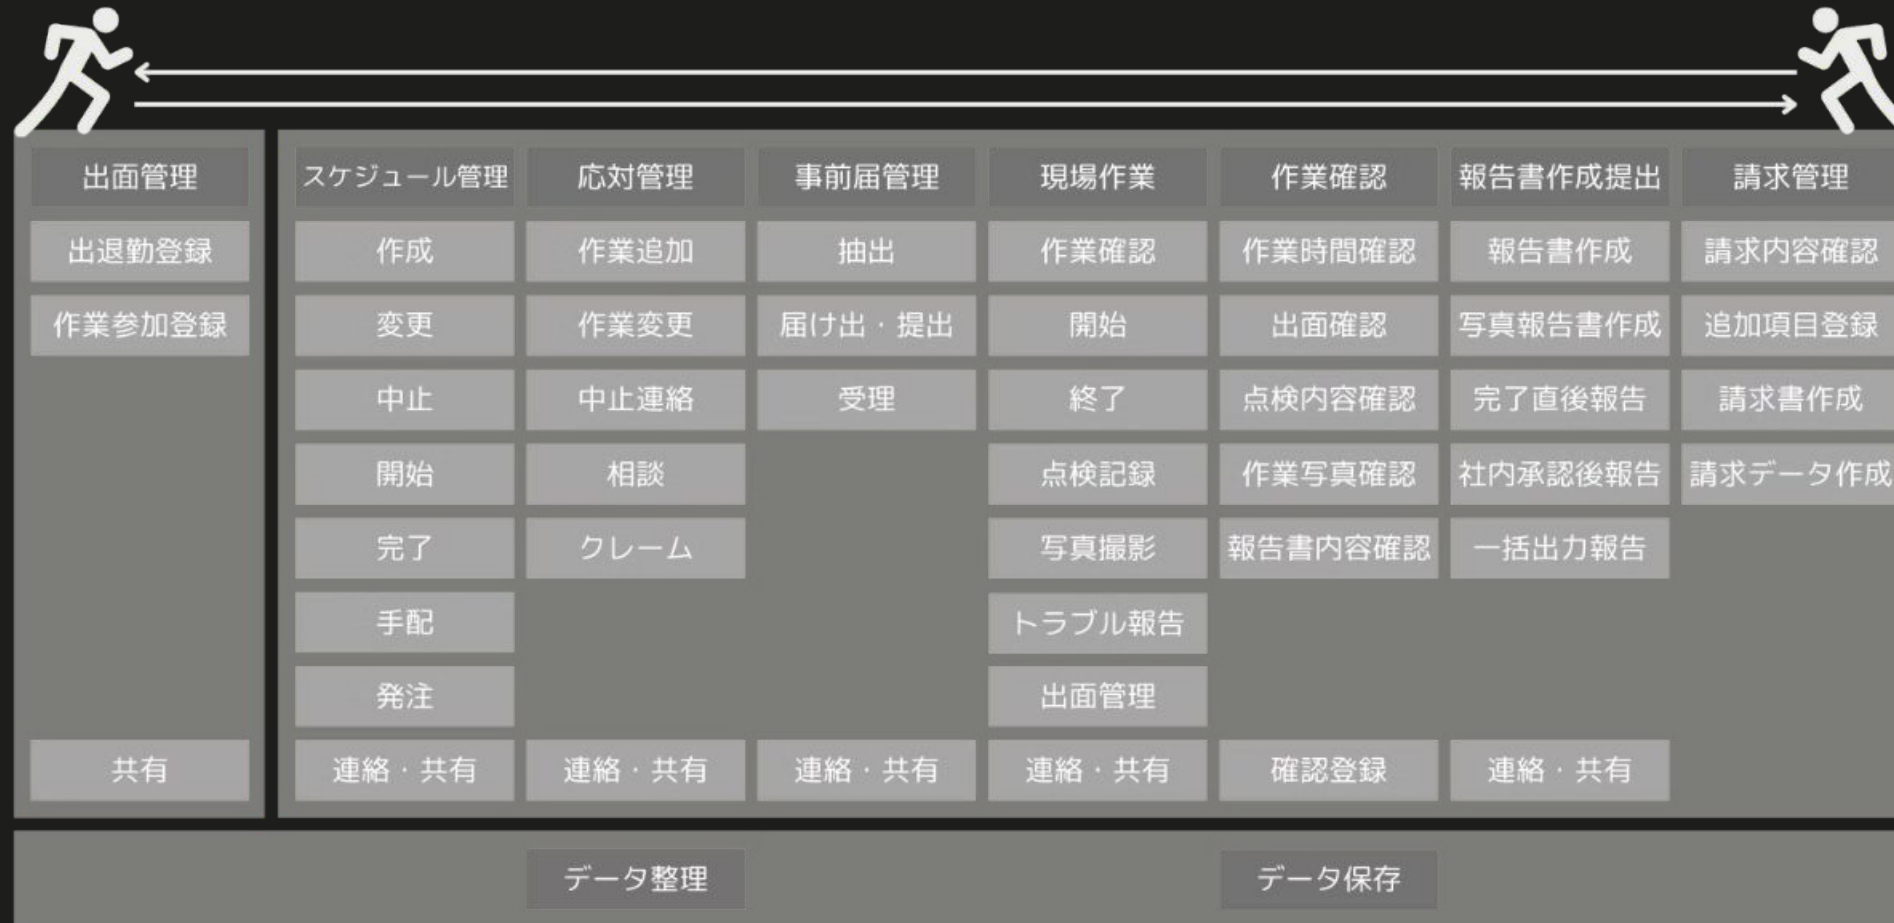 出面管理
出退勤登録
作業参加登録
共有
スケジュール管理
作成
変更
中止
開始
完了
手配
発注
連絡・共有
応対管理
作業追加
作業変更
中止連絡
相談
クレーム
連絡・共有
事前届管理
抽出
届け出・提出
受理
連絡・共有
現場作業
作業確認
開始
終了
点検記録
写真撮影
トラブル報告
出面管理
連絡・共有
作業確認
作業時間確認
出面確認
点検内容確認
作業写真確認
報告書内容確認
確認登録
報告書作成提出
報告書作成
写真報告書作成
完了直後報告
社内承認後報告
一括出力報告
連絡・共有
請求管理
請求内容確認
追加項目登録
請求書作成
請求データ作成
データ整理
データ保存